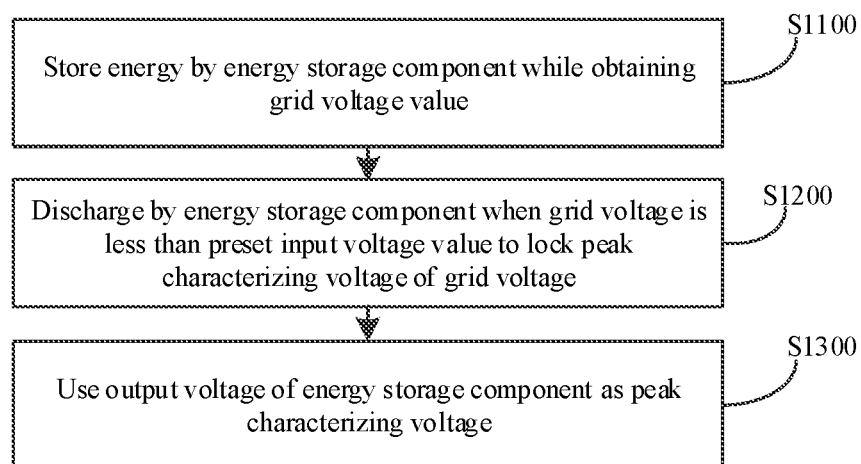 S1100
Store energy by energy storage component while obtaining
grid voltage value
S1200
Discharge by energy storage component when grid voltage is
less than preset input voltage value to lock peak
characterizing voltage of grid voltage
S1300
Use output voltage of energy storage component as peak
characterizing voltage